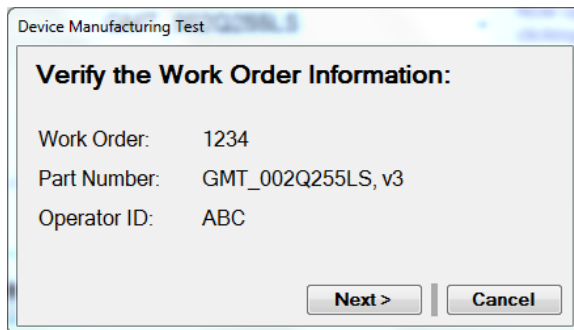 Device Manufacturing Test
Verify the Work Order Information:
Work Order: 1234
Part Number: GMT_002Q255LS, v3
Operator ID: ABC
Next > Cancel